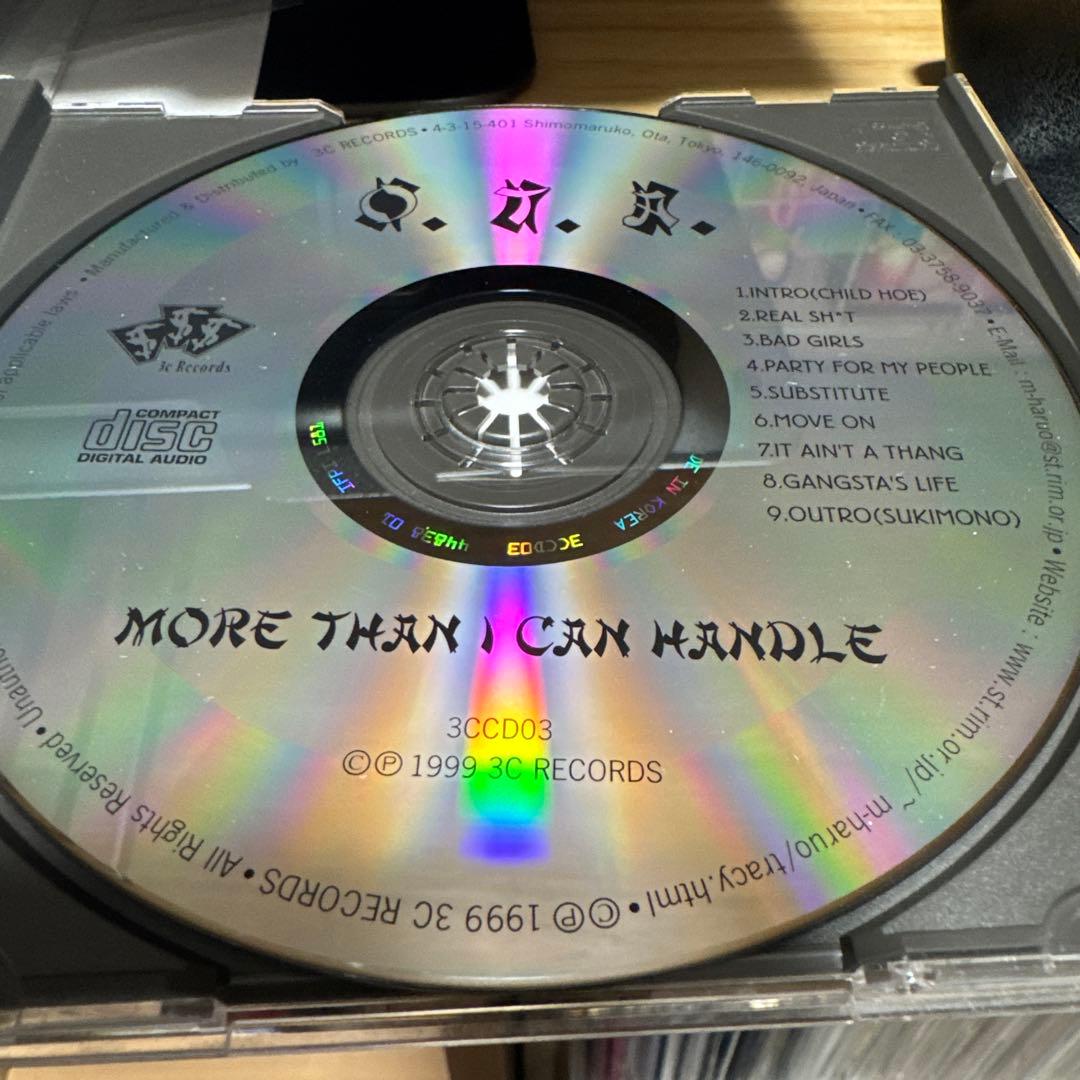 • Manufactured & Distributed by 3C RECORDS • 4-3-15-401 Shimomaruko, Ota, Tokyo, 146-0092, Japan • FAX : 03-3758-9037 • E-Mail : m-haruo@st.rim.or.jp • Website : www.st.rim.or.jp/~m-haruo/tracy.html • ©℗ 1999 3C RECORDS • All Rights Reserved •
applicable laws
1.INTRO(CHILD HOE)
2.REAL SH*T
3.BAD GIRLS
4.PARTY FOR MY PEOPLE
5.SUBSTITUTE
6.MOVE ON
7.IT AIN'T A THANG
8.GANGSTA'S LIFE
9.OUTRO(SUKIMONO)
3c Records
COMPACT
disc
DIGITAL AUDIO
IN KOREA
3CCD03
MORE THAN I CAN HANDLE
3CCD03
©℗ 1999 3C RECORDS